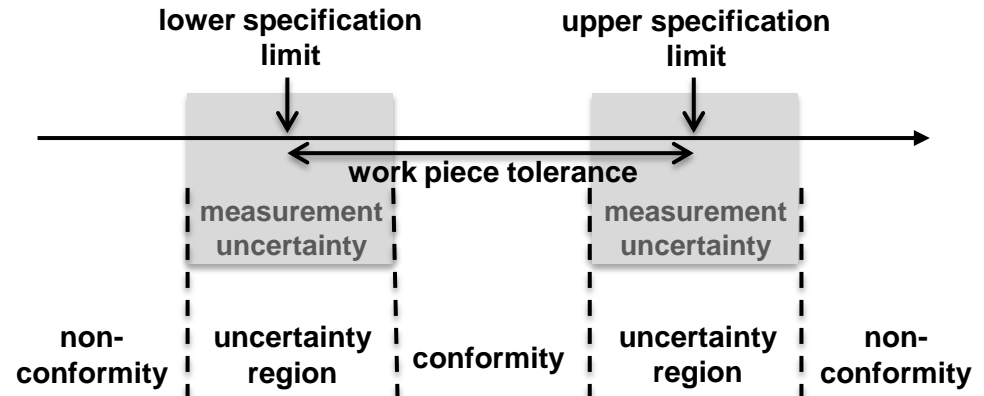 lower specification
limit
upper specification
limit
work piece tolerance
measurement
uncertainty
measurement
uncertainty
non-
conformity
uncertainty
region
conformity
uncertainty
region
non-
conformity